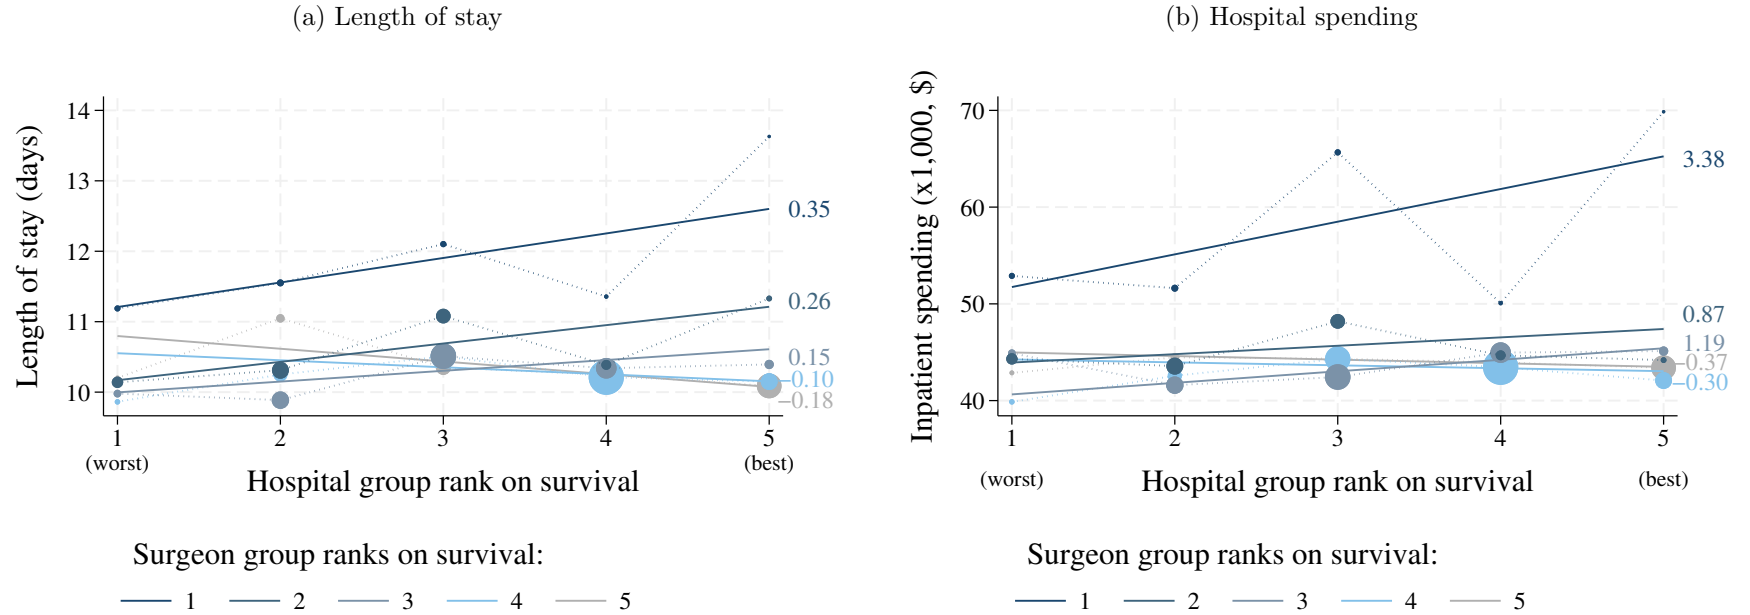 (a) Length of stay
Length of stay (days)
14
13
12
11
10
0.35
0.26
0.15
−0.10
−0.18
1 2 3 4 5
(worst) (best)
Hospital group rank on survival
Surgeon group ranks on survival:
1 2 3 4 5
(b) Hospital spending
Inpatient spending (x1,000, $)
70
60
50
40
3.38
0.87
1.19
−0.37
−0.30
1 2 3 4 5
(worst) (best)
Hospital group rank on survival
Surgeon group ranks on survival:
1 2 3 4 5